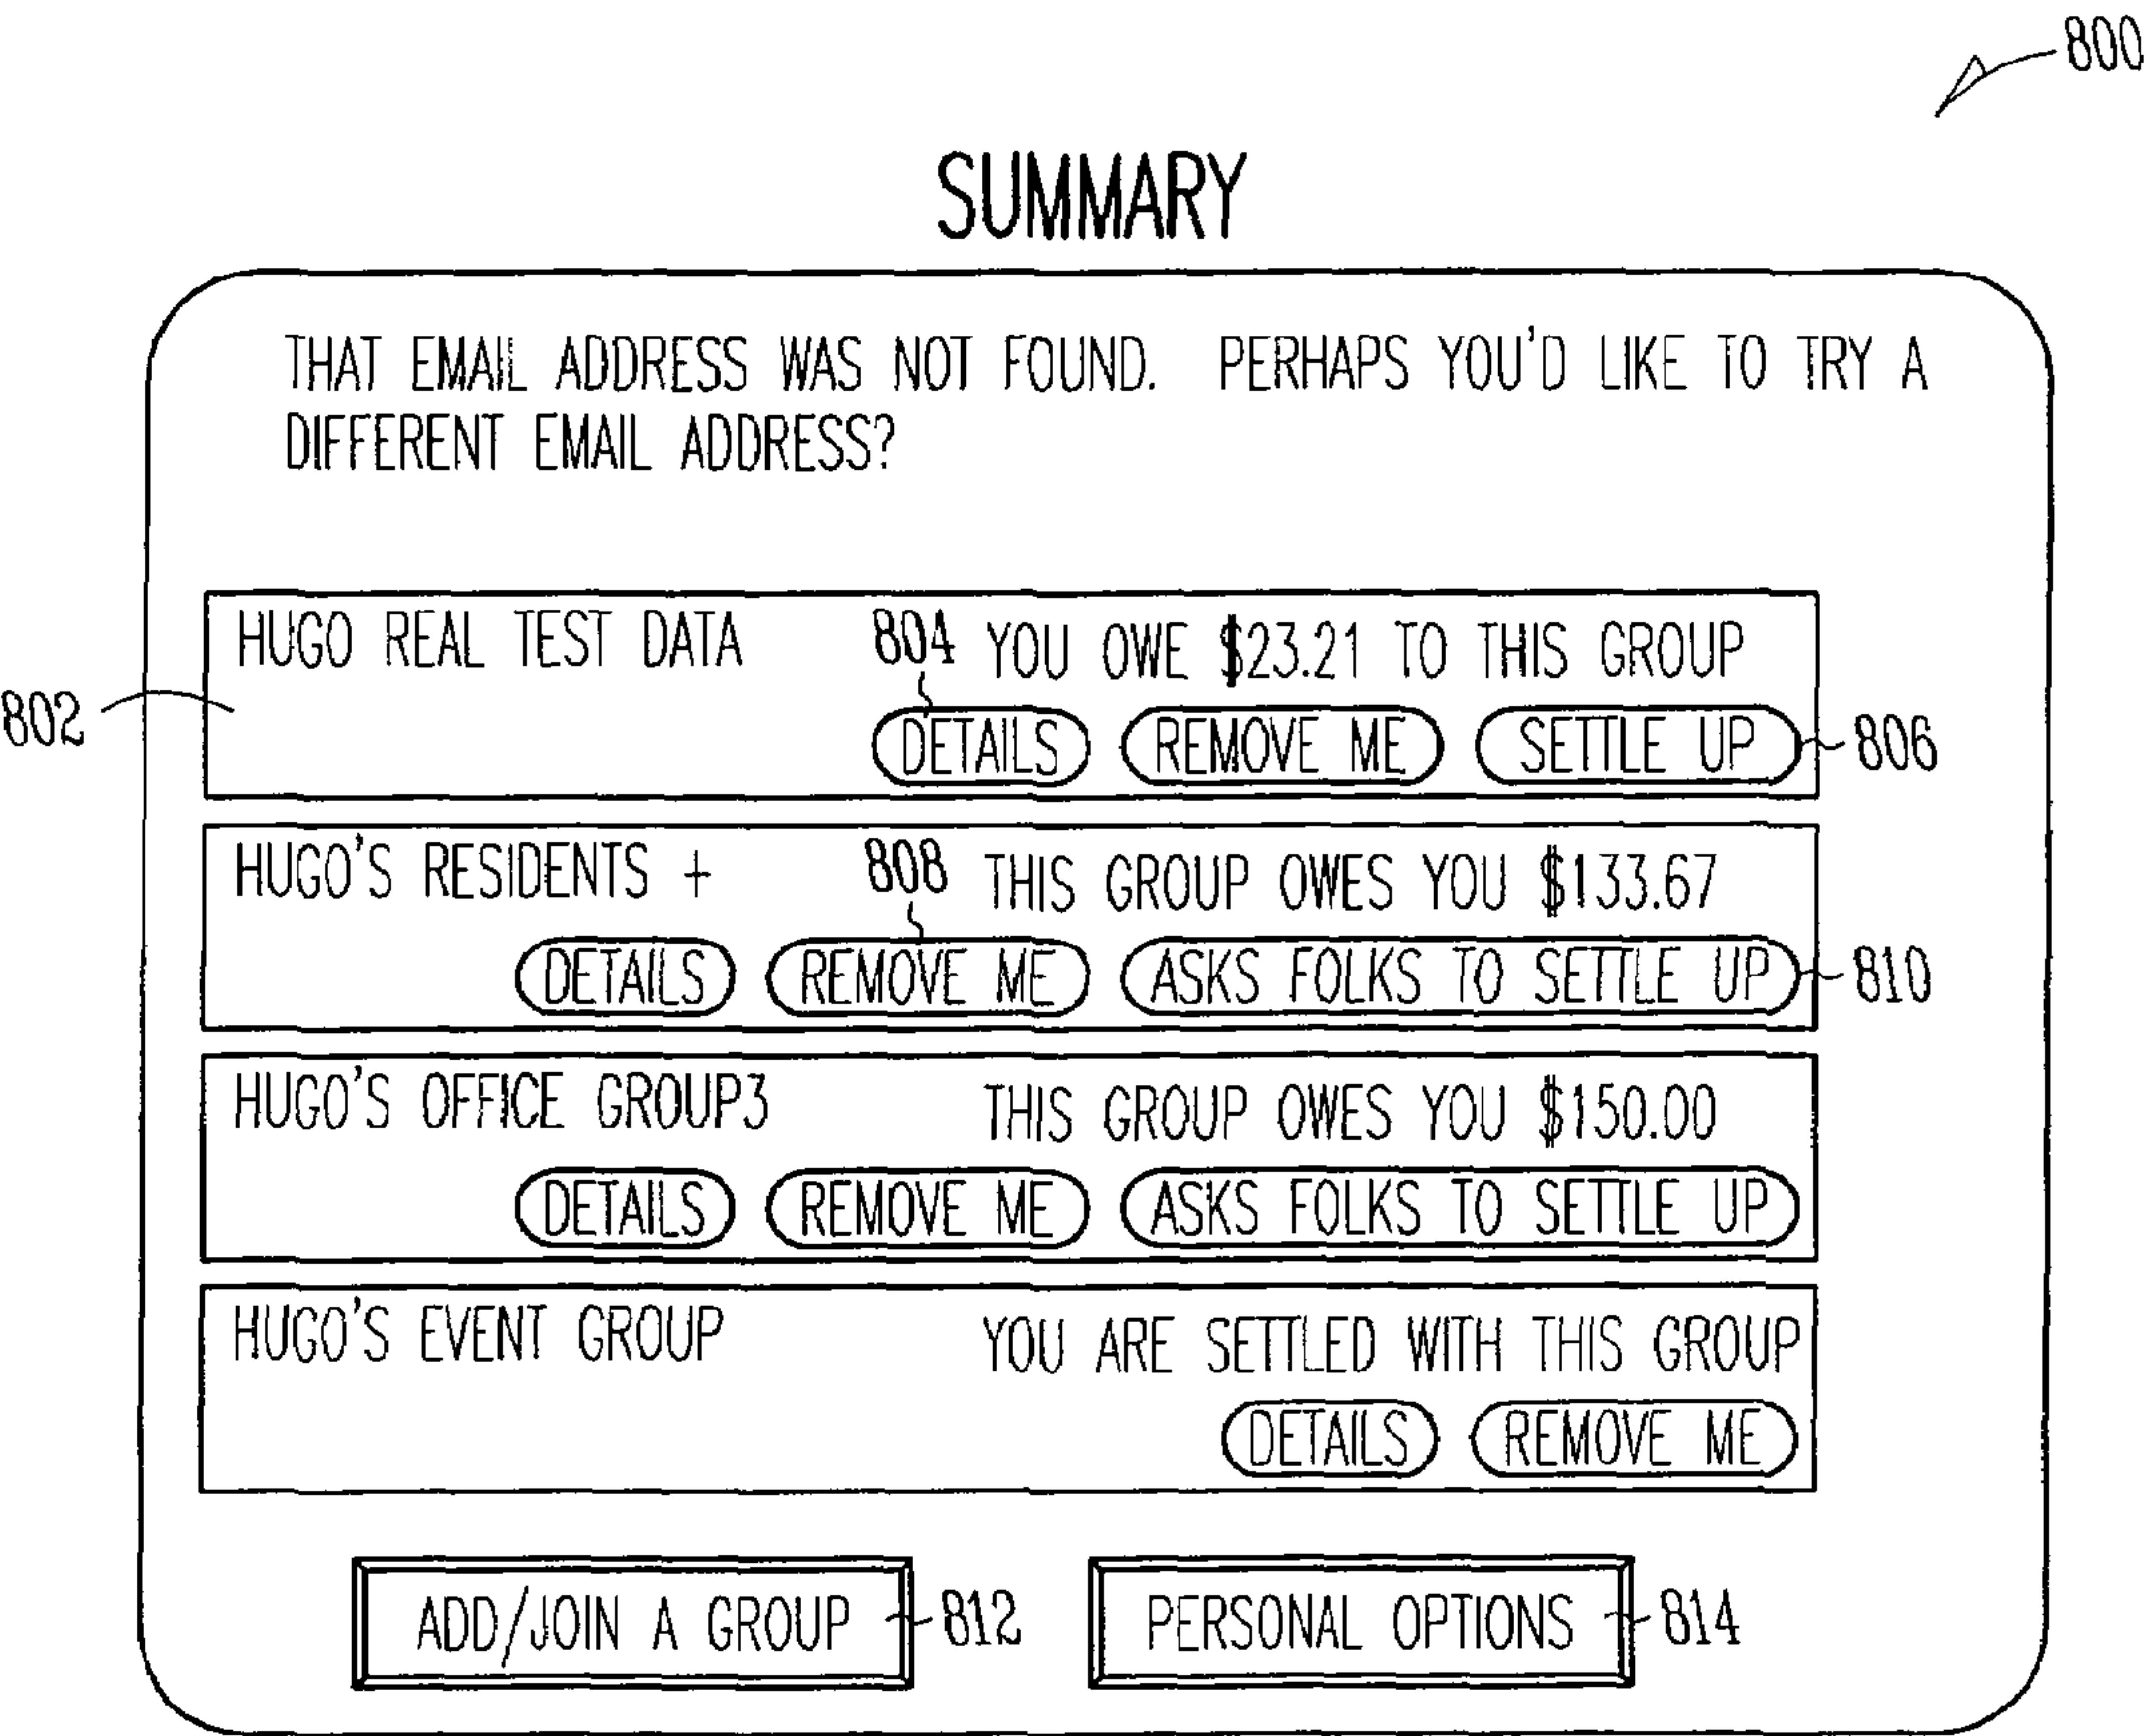 800
SUMMARY
THAT EMAIL ADDRESS WAS NOT FOUND. PERHAPS YOU'D LIKE TO TRY A
DIFFERENT EMAIL ADDRESS?
HUGO REAL TEST DATA 804 YOU OWE $23.21 TO THIS GROUP
802 DETAILS REMOVE ME SETTLE UP 806
HUGO'S RESIDENTS + 808 THIS GROUP OWES YOU $133.67
DETAILS REMOVE ME ASKS FOLKS TO SETTLE UP 810
HUGO'S OFFICE GROUP3 THIS GROUP OWES YOU $150.00
DETAILS REMOVE ME ASKS FOLKS TO SETTLE UP
HUGO'S EVENT GROUP YOU ARE SETTLED WITH THIS GROUP
DETAILS REMOVE ME
ADD/JOIN A GROUP 812 PERSONAL OPTIONS 814